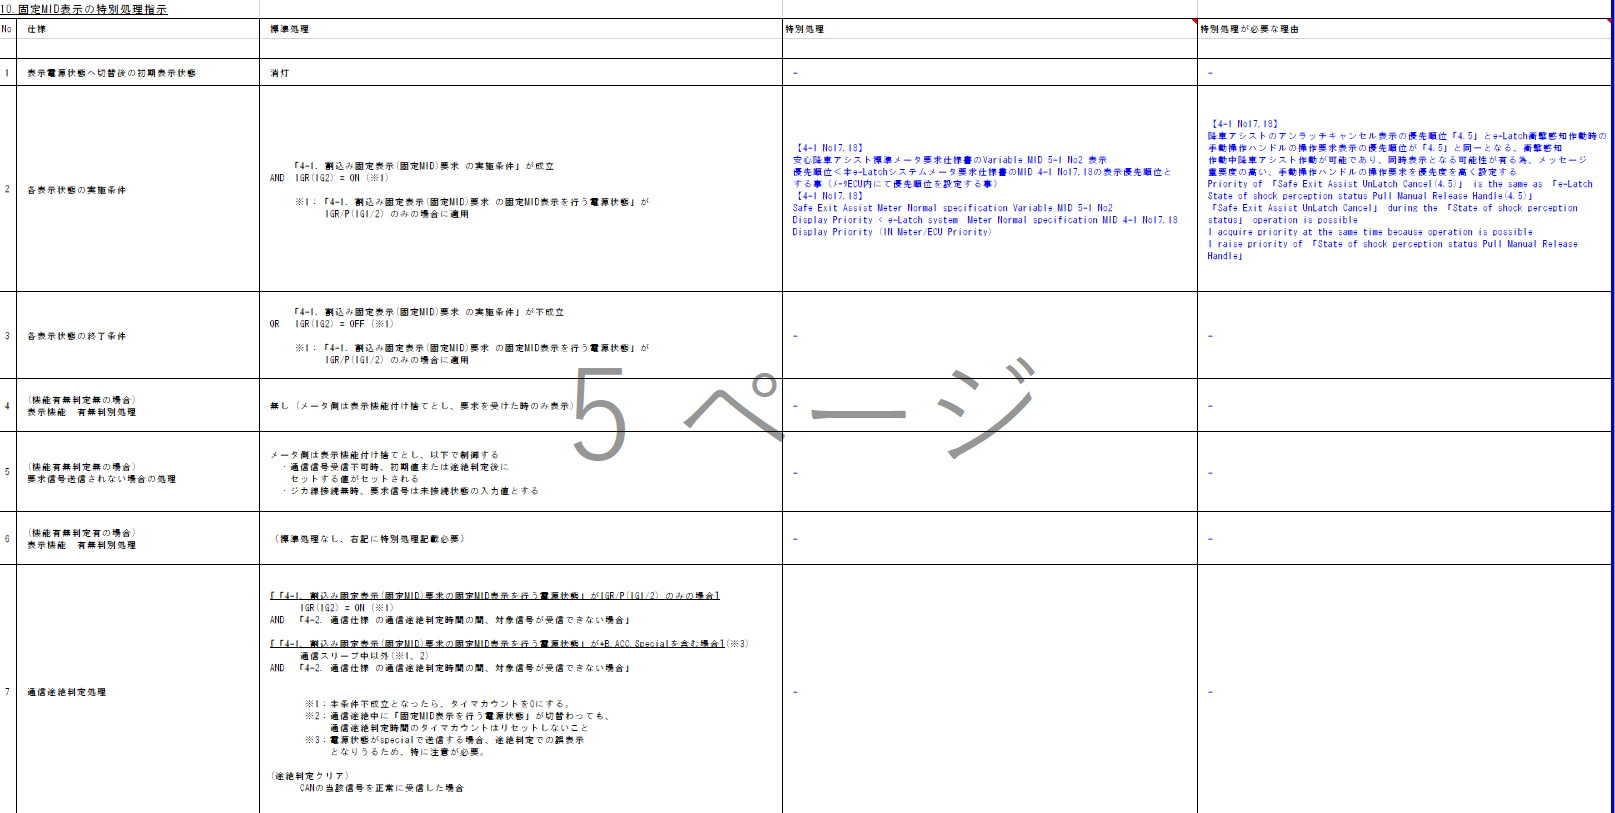 10.固定MID表示の特別処理指示
No 仕様 標準処理 特別処理 特別処理が必要な理由
1 表示電源状態へ切替後の初期表示状態 消灯 - -
2 各表示状態の実施条件
「4-1. 割込み固定表示(固定MID)要求 の実施条件」が成立
AND IGR(IG2) = ON (※1)
※1：「4-1. 割込み固定表示(固定MID)要求 の固定MID表示を行う電源状態」が
IGR/P(IG1/2) のみの場合に適用
【4-1 No17,18】
安心降車アシスト標準メータ要求仕様書のVariable MID 5-1 No2 表示
優先順位＜本e-Latchシステムメータ要求仕様書のMID 4-1 No17,18の表示優先順位と
する事（ﾒｰﾀECU内にて優先順位を設定する事）
【4-1 No17,18】
Safe Exit Assist Meter Normal specification Variable MID 5-1 No2
Display Priority < e-Latch system Meter Normal specification MID 4-1 No17,18
Display Priority (IN Meter/ECU Priority)
【4-1 No17,18】
降車アシストのアンラッチキャンセル表示の優先順位「4.5」とe-Latch衝撃感知作動時の
手動操作ハンドルの操作要求表示の優先順位が「4.5」と同一となる、衝撃感知
作動中降車アシスト作動が可能であり、同時表示となる可能性が有る為、メッセージ
重要度の高い、手動操作ハンドルの操作要求を優先度を高く設定する
Priority of 「Safe Exit Assist UnLatch Cancel(4.5)」 is the same as 「e-Latch
State of shock perception status Pull Manual Release Handle(4.5)」
「Safe Exit Assist UnLatch Cancel」 during the 「State of shock perception
status」 operation is possible
I acquire priority at the same time because operation is possible
I raise priority of 「State of shock perception status Pull Manual Release
Handle」
3 各表示状態の終了条件
「4-1. 割込み固定表示(固定MID)要求 の実施条件」が不成立
OR IGR(IG2) = OFF (※1)
※1：「4-1. 割込み固定表示(固定MID)要求 の固定MID表示を行う電源状態」が
IGR/P(IG1/2) のみの場合に適用
- -
(機能有無判定無の場合)
4 表示機能 有無判別処理
無し（メータ側は表示機能付け捨てとし、要求を受けた時のみ表示） - -
(機能有無判定無の場合)
5 要求信号送信されない場合の処理
メータ側は表示機能付け捨てとし、以下で制御する
・通信信号受信不可時、初期値または途絶判定後に
セットする値がセットされる
・ジカ線接続無時、要求信号は未接続状態の入力値とする
- -
(機能有無判定有の場合)
6 表示機能 有無判別処理
（標準処理なし、右記に特別処理記載必要） - -
7 通信途絶判定処理
[「4-1. 割込み固定表示(固定MID)要求の固定MID表示を行う電源状態」がIGR/P(IG1/2) のみの場合]
IGR(IG2) = ON (※1)
AND 「4-2. 通信仕様 の通信途絶判定時間の間、対象信号が受信できない場合」
[「4-1. 割込み固定表示(固定MID)要求の固定MID表示を行う電源状態」が+B,ACC,Specialを含む場合](※3)
通信スリープ中以外(※1、2)
AND 「4-2. 通信仕様 の通信途絶判定時間の間、対象信号が受信できない場合」
※1：本条件不成立となったら、タイマカウントを0にする。
※2：通信途絶中に「固定MID表示を行う電源状態」が切替わっても、
通信途絶判定時間のタイマカウントはリセットしないこと
※3：電源状態がspecialで送信する場合、途絶判定での誤表示
となりうるため、特に注意が必要。
(途絶判定クリア)
CANの当該信号を正常に受信した場合
- -
5 ページ